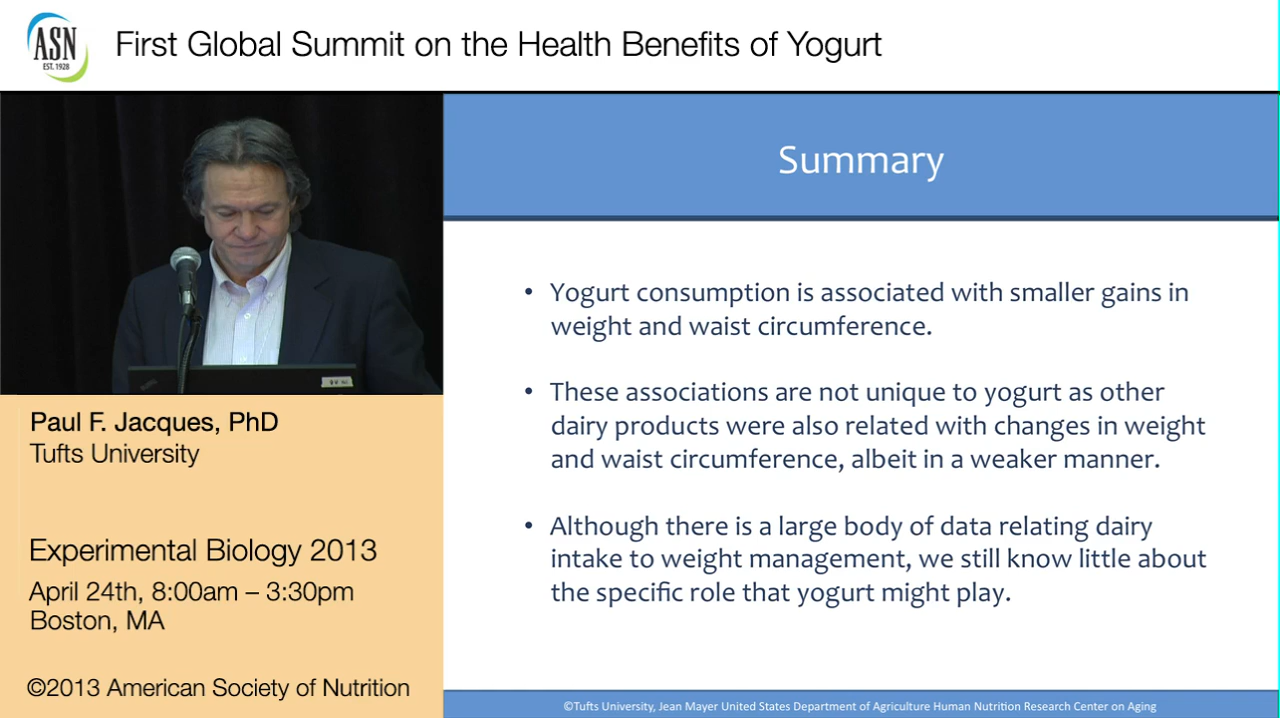 ASN
EST. 1928
First Global Summit on the Health Benefits of Yogurt
Summary
• Yogurt consumption is associated with smaller gains in
weight and waist circumference.
• These associations are not unique to yogurt as other
dairy products were also related with changes in weight
and waist circumference, albeit in a weaker manner.
• Although there is a large body of data relating dairy
intake to weight management, we still know little about
the specific role that yogurt might play.
Paul F. Jacques, PhD
Tufts University
Experimental Biology 2013
April 24th, 8:00am – 3:30pm
Boston, MA
©2013 American Society of Nutrition
©Tufts University, Jean Mayer United States Department of Agriculture Human Nutrition Research Center on Aging